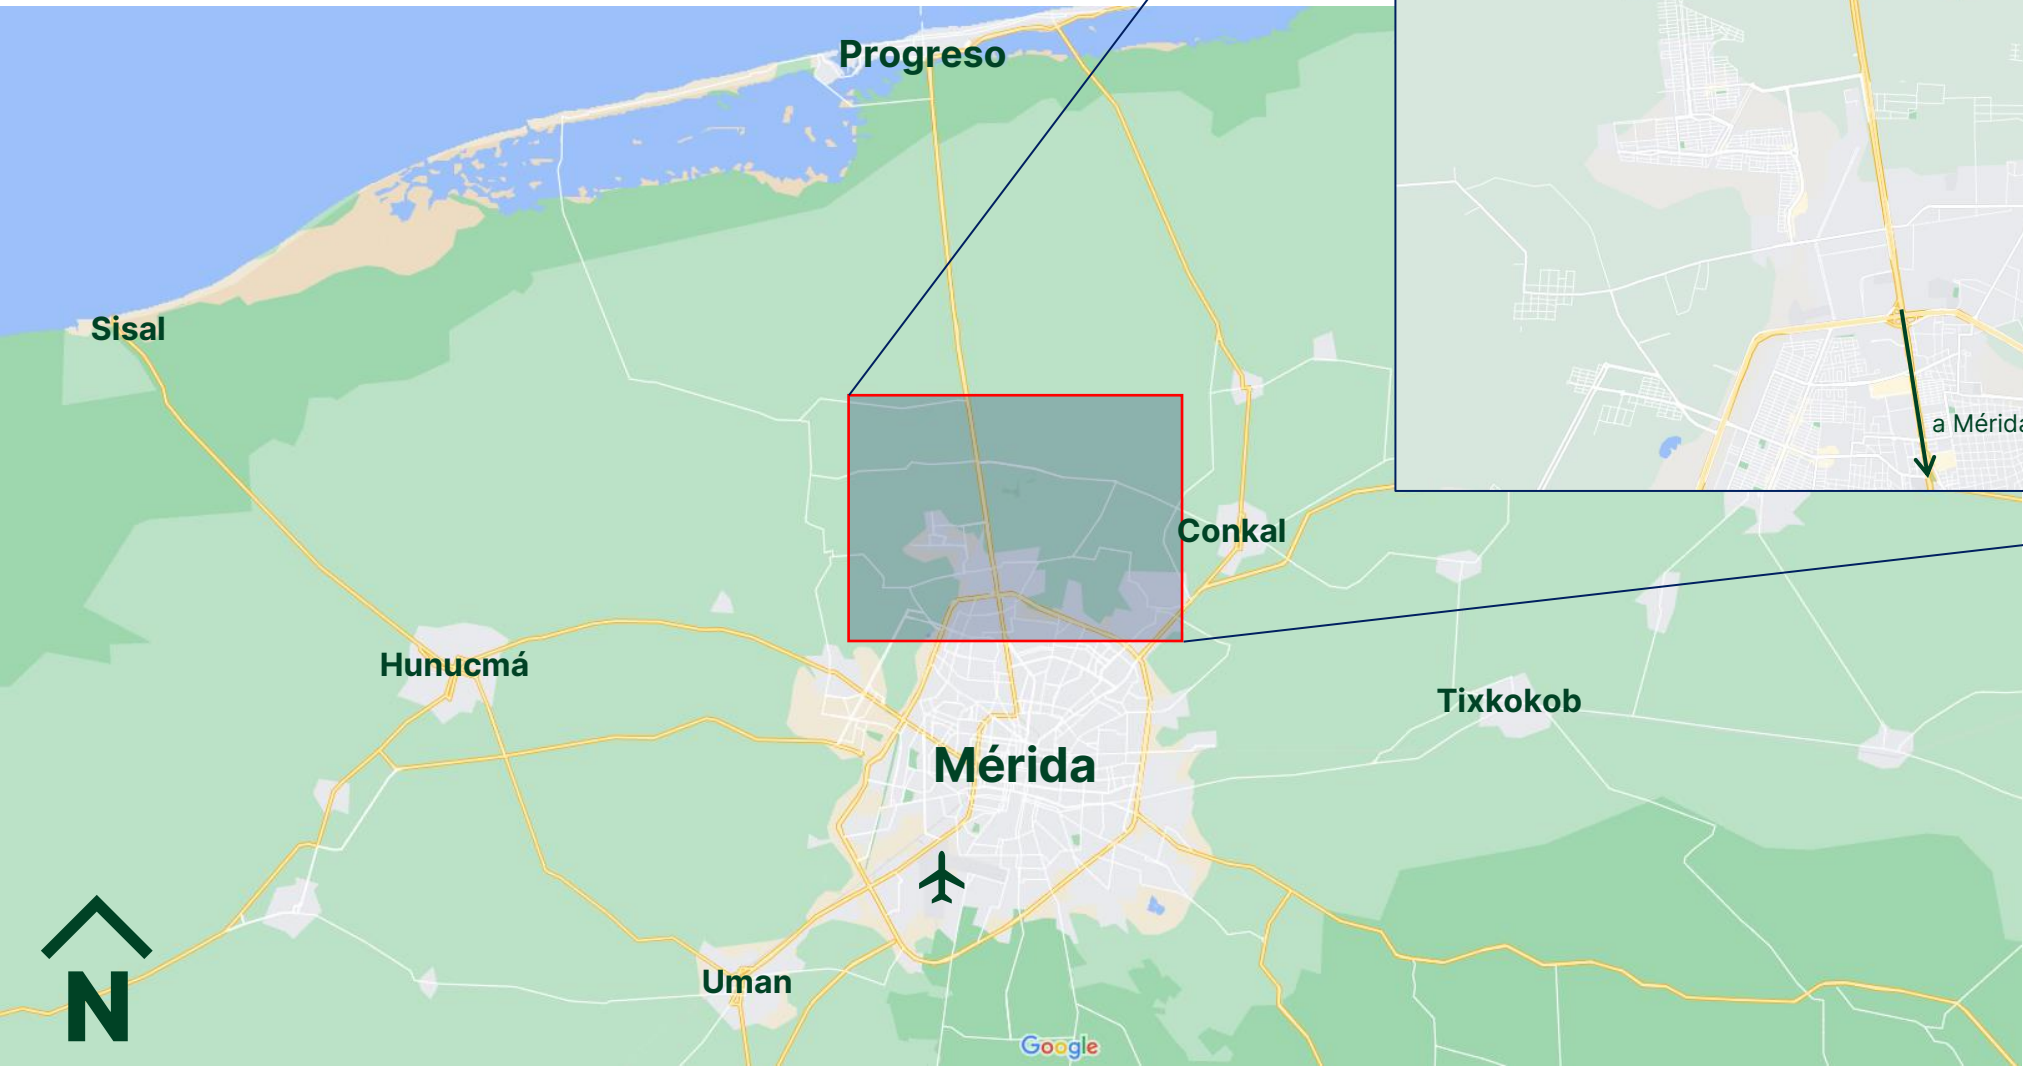 Progreso
Sisal
a Mérida
Conkal
Hunucmá
Tixkokob
Mérida
Uman
N
Google